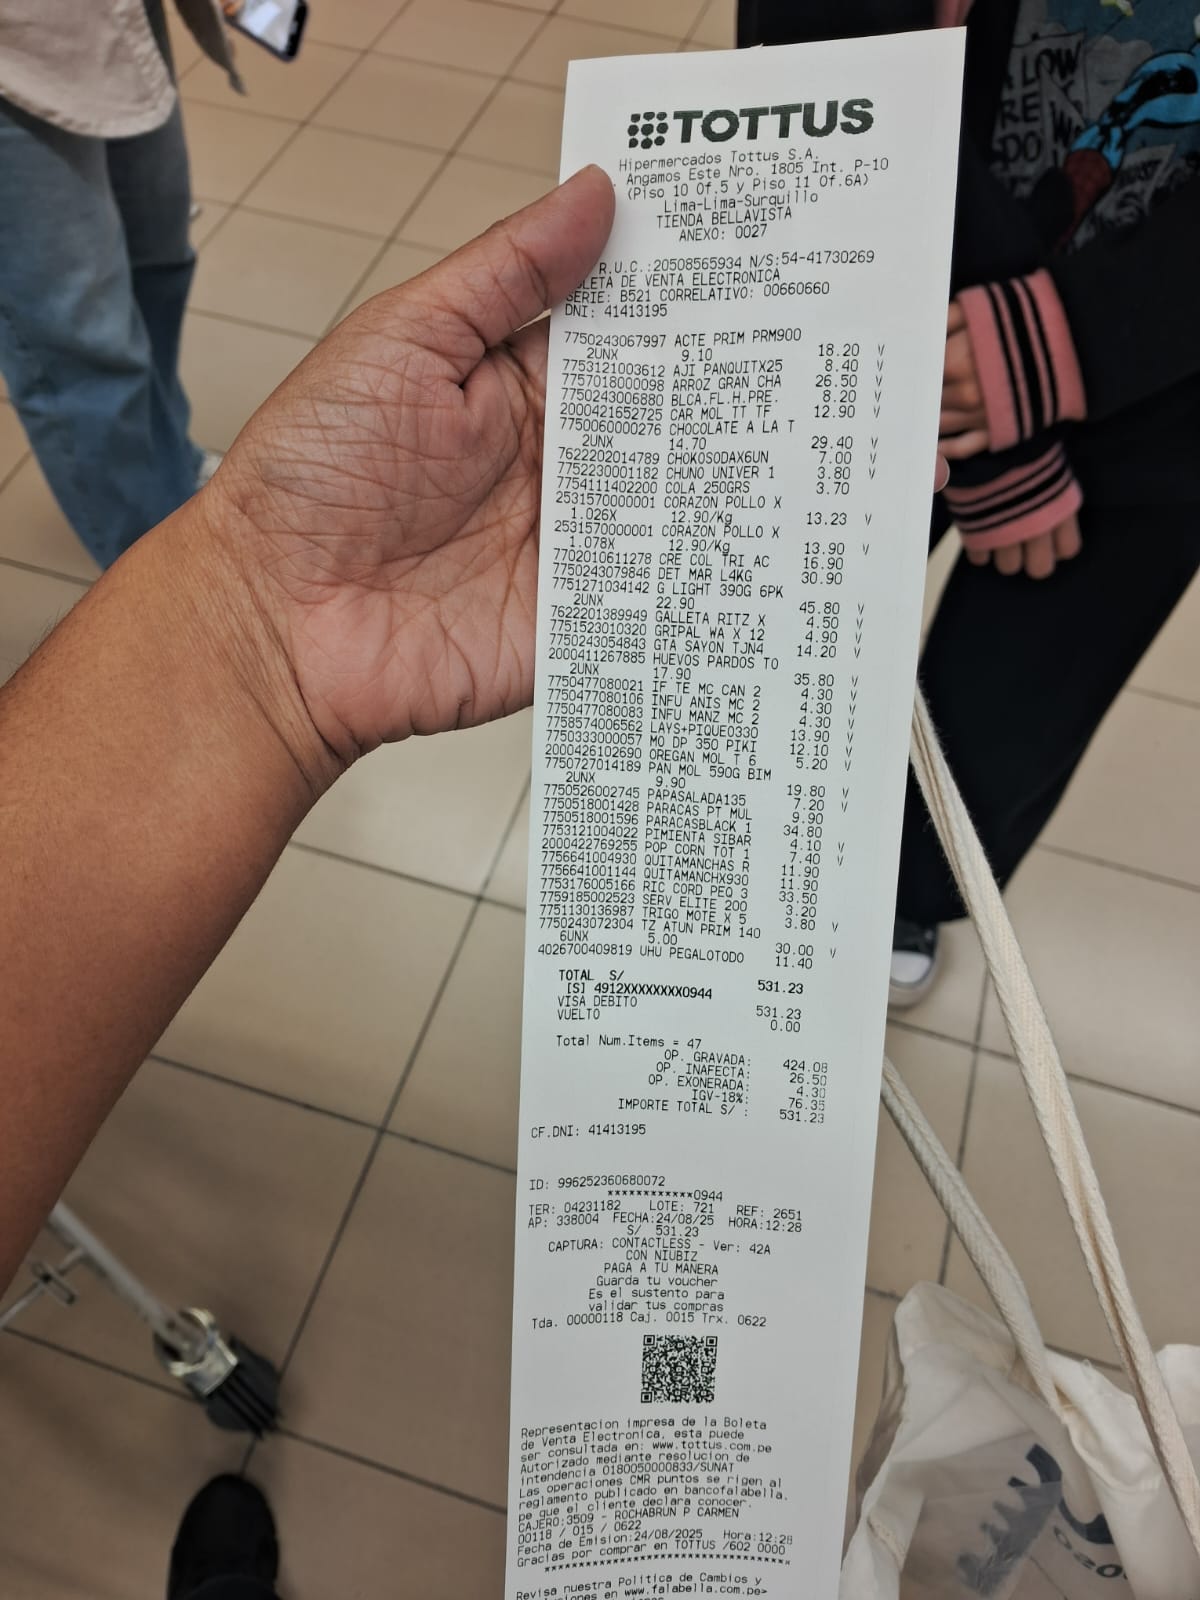 TOTTUS
Hipermercados Tottus S.A.
Angamos Este Nro. 1805 Int. P-10
(Piso 10 Of.5 y Piso 11 Of.6A)
Lima-Lima-Surquillo
TIENDA BELLAVISTA
ANEXO: 0027
R.U.C.:20508565934 N/S:54-41730269
OLETA DE VENTA ELECTRONICA
SERIE: B521 CORRELATIVO: 00660660
DNI: 41413195
7750243067997 ACTE PRIM PRM900
2UNX 9.10 18.20 V
7753121003612 AJI PANQUITX25 8.40 V
7757018000098 ARROZ GRAN CHA 26.50 V
7750243006880 BLCA.FL.H.PRE. 8.20 V
2000421652725 CAR MOL TT TF 12.90 V
7750060000276 CHOCOLATE A LA T
2UNX 14.70 29.40 V
7622202014789 CHOKOSODAX6UN 7.00 V
7752230001182 CHUNO UNIVER 1 3.80 V
7754111402200 COLA 250GRS 3.70
2531570000001 CORAZON POLLO X
1.026X 12.90/Kg 13.23 V
2531570000001 CORAZON POLLO X
1.078X 12.90/Kg 13.90 V
7702010611278 CRE COL TRI AC 16.90
7750243079846 DET MAR L4KG 30.90
7751271034142 G LIGHT 390G 6PK
2UNX 22.90 45.80 V
7622201389949 GALLETA RITZ X 4.50 V
7751523010320 GRIPAL WA X 12 4.90 V
7750243054843 GTA SAYON TJN4 14.20 V
2000411267885 HUEVOS PARDOS TO
2UNX 17.90 35.80 V
7750477080021 IF TE MC CAN 2 4.30 V
7750477080106 INFU ANIS MC 2 4.30 V
7750477080083 INFU MANZ MC 2 4.30 V
7758574006562 LAYS+PIQUEO330 13.90 V
7750333000057 MO DP 350 PIKI 12.10 V
2000426102690 OREGAN MOL T 6 5.20 V
7750727014189 PAN MOL 590G BIM
2UNX 9.90 19.80 V
7750526002745 PAPASALADA135 7.20 V
7750518001428 PARACAS PT MUL 9.90
7750518001596 PARACASBLACK 1 34.80
7753121004022 PIMIENTA SIBAR 4.10 V
2000422769255 POP CORN TOT 1 7.40 V
7756641004930 QUITAMANCHAS R 11.90
7756641001144 QUITAMANCHX930 11.90
7753176005166 RIC CORD PEQ 3 33.50
7759185002523 SERV ELITE 200 3.20
7751130136987 TRIGO MOTE X 5 3.80 V
7750243072304 TZ ATUN PRIM 140
6UNX 5.00 30.00 V
4026700409819 UHU PEGALOTODO 11.40
TOTAL S/ 531.23
[S] 4912XXXXXXXX0944
VISA DEBITO 531.23
VUELTO 0.00
Total Num.Items = 47
OP. GRAVADA: 424.08
OP. INAFECTA: 26.50
OP. EXONERADA: 4.30
IGV-18%: 76.35
IMPORTE TOTAL S/ : 531.23
CF.DNI: 41413195
ID: 996252360680072
************0944
TER: 04231182 LOTE: 721 REF: 2651
AP: 338004 FECHA:24/08/25 HORA:12:28
S/ 531.23
CAPTURA: CONTACTLESS - Ver: 42A
CON NIUBIZ
PAGA A TU MANERA
Guarda tu voucher
Es el sustento para
validar tus compras
Tda. 00000118 Caj. 0015 Trx. 0622
Representacion impresa de la Boleta
de Venta Electronica, esta puede
ser consultada en: www.tottus.com.pe
Autorizado mediante resolucion de
intendencia 0180050000833/SUNAT
Las operaciones CMR puntos se rigen al
reglamento publicado en bancofalabella.
pe que el cliente declara conocer.
CAJERO:3509 - ROCHABRUN P CARMEN
00118 / 015 / 0622
Fecha de Emision:24/08/2025 Hora:12:28
Gracias por comprar en TOTTUS /602 0000
Revisa nuestra Politica de Cambios y
en www.falabella.com.pe>
LOW
RE
DO